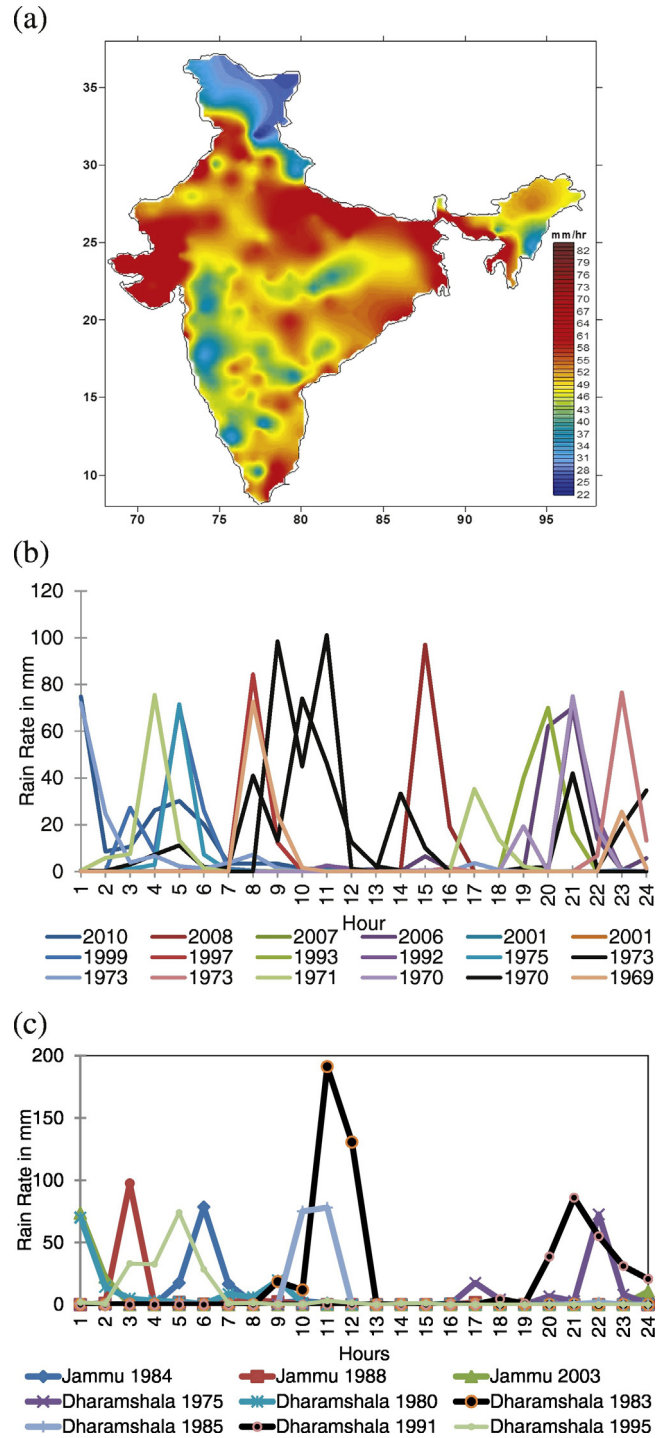 (a)
35
30
25
20
15
10
70 75 80 85 90 95
mm/hr
82
79
76
73
70
67
64
61
58
55
52
49
46
43
40
37
34
31
28
25
22
(b)
120
100
80
60
40
20
0
Rain Rate in mm
1 2 3 4 5 6 7 8 9 10 11 12 13 14 15 16 17 18 19 20 21 22 23 24
Hour
2010 2008 2007 2006 2001 2001
1999 1997 1993 1992 1975 1973
1973 1973 1971 1970 1970 1969
(c)
200
150
100
50
0
Rain Rate in mm
1 2 3 4 5 6 7 8 9 10 11 12 13 14 15 16 17 18 19 20 21 22 23 24
Hours
Jammu 1984 Jammu 1988 Jammu 2003
Dharamshala 1975 Dharamshala 1980 Dharamshala 1983
Dharamshala 1985 Dharamshala 1991 Dharamshala 1995